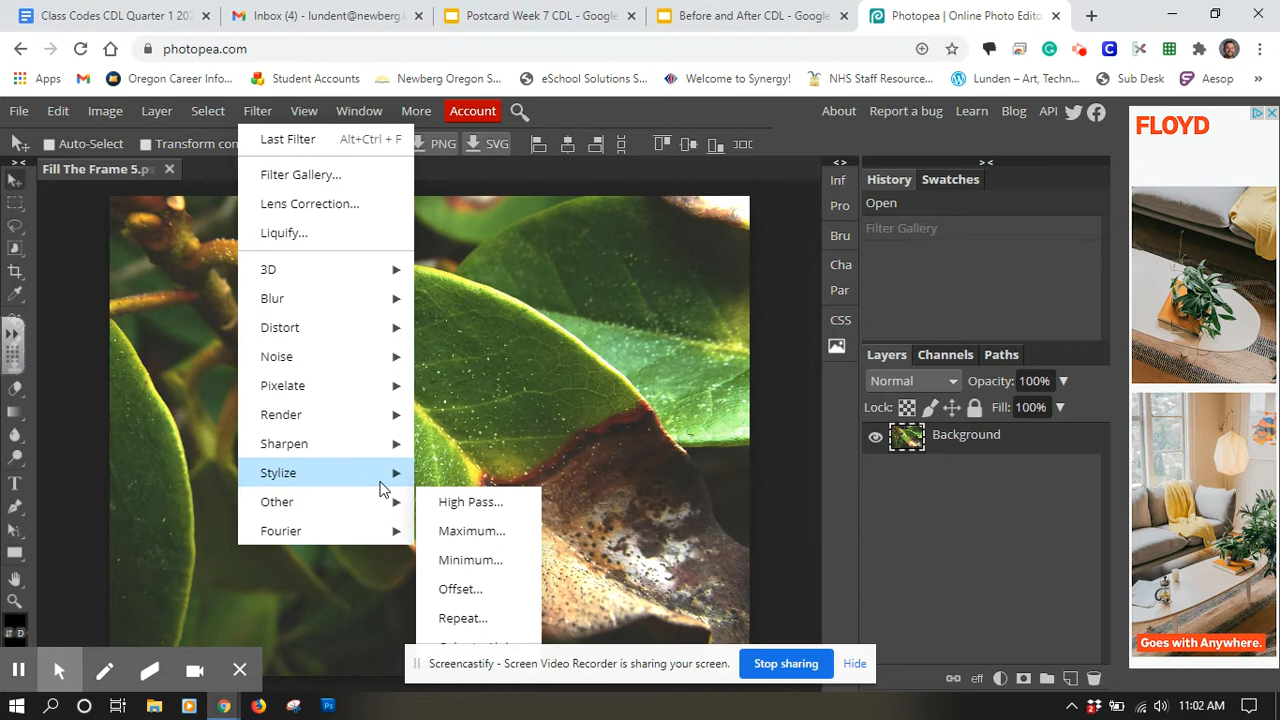 Class Codes CDL Quarter 1 202
Inbox (4) - lundent@newberg
Postcard Week 7 CDL - Google
Before and After CDL - Google
Photopea | Online Photo Edito
photopea.com
Apps
Oregon Career Info...
Student Accounts
Newberg Oregon S...
eSchool Solutions S...
Welcome to Synergy!
NHS Staff Resource...
Lunden – Art, Techn...
Sub Desk
Aesop
»
File Edit Image Layer Select Filter View Window More Account
About Report a bug Learn Blog API
Auto-Select Transform con
PNG SVG
Fill The Frame 5.ps
Last Filter Alt+Ctrl + F
Filter Gallery...
Lens Correction...
Liquify...
3D
Blur
Distort
Noise
Pixelate
Render
Sharpen
Stylize
Other
Fourier
High Pass...
Maximum...
Minimum...
Offset...
Repeat...
Inf
Pro
Bru
Cha
Par
CSS
History Swatches
Open
Filter Gallery
Layers Channels Paths
Normal Opacity: 100%
Lock: Fill: 100%
Background
eff
D
FLOYD
Goes with Anywhere.
Screencastify - Screen Video Recorder is sharing your screen. Stop sharing Hide
11:02 AM